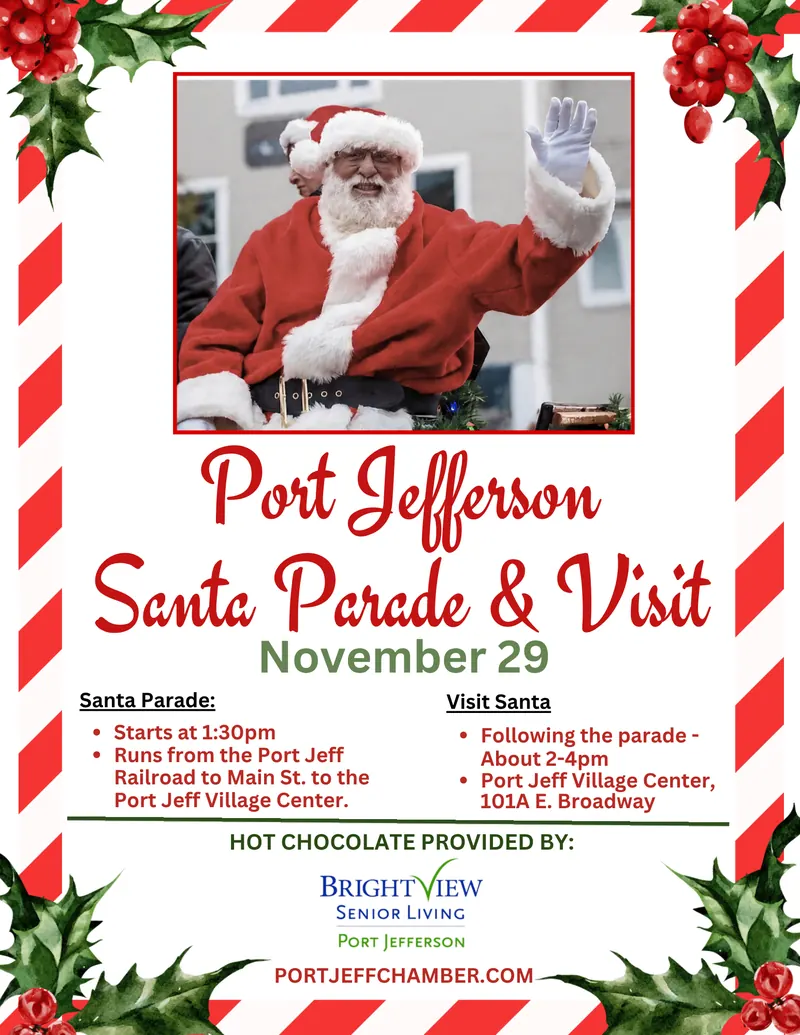 Port Jefferson
Santa Parade & Visit
November 29
Santa Parade:
• Starts at 1:30pm
• Runs from the Port Jeff
Railroad to Main St. to the
Port Jeff Village Center.
Visit Santa
• Following the parade -
About 2-4pm
• Port Jeff Village Center,
101A E. Broadway
HOT CHOCOLATE PROVIDED BY:
BRIGHTVIEW
SENIOR LIVING
PORT JEFFERSON
PORTJEFFCHAMBER.COM